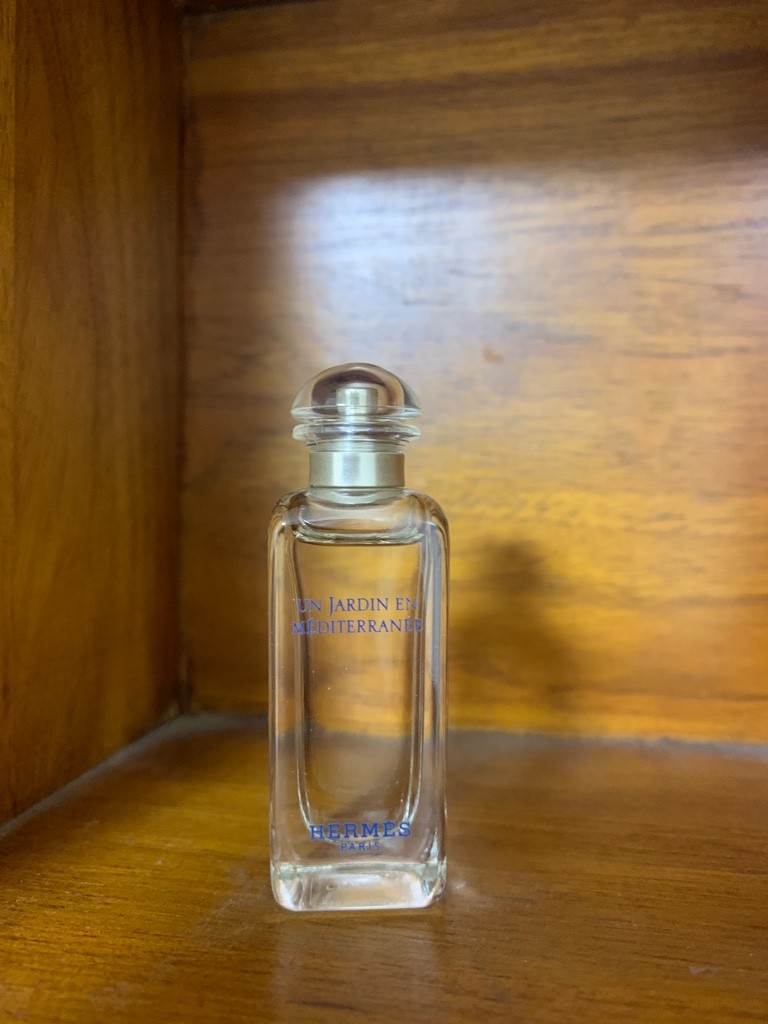 UN JARDIN EN
MÉDITERRANÉE
HERMÈS
PARIS